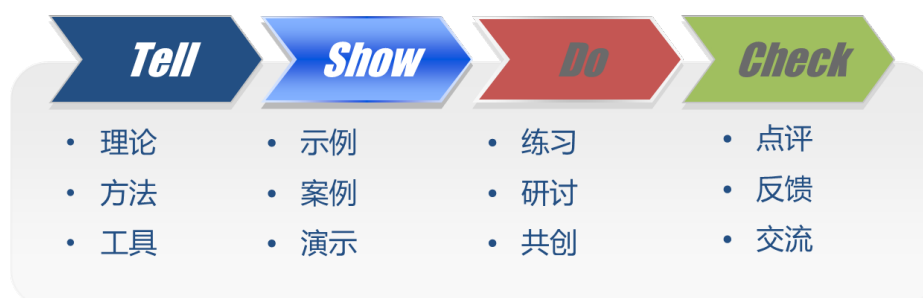 Tell
Show
Do
Check
• 理论
• 方法
• 工具
• 示例
• 案例
• 演示
• 练习
• 研讨
• 共创
• 点评
• 反馈
• 交流